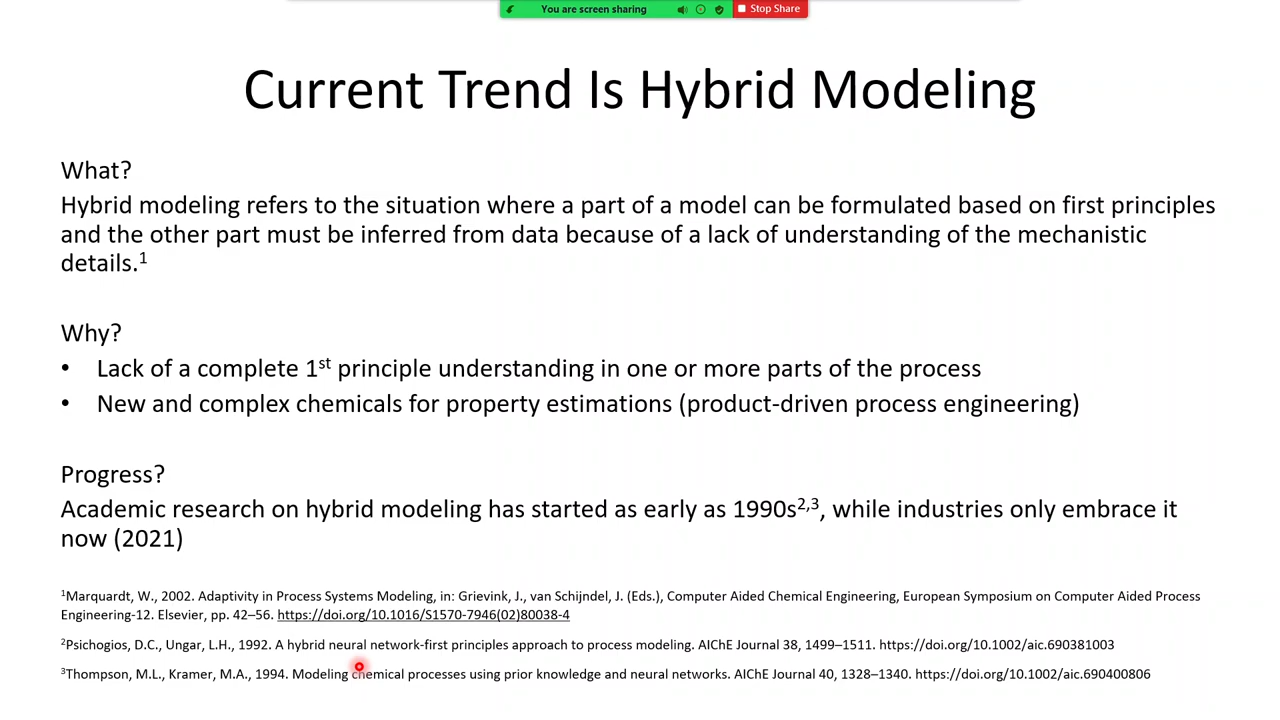 You are screen sharing
Stop Share
Current Trend Is Hybrid Modeling
What?
Hybrid modeling refers to the situation where a part of a model can be formulated based on first principles
and the other part must be inferred from data because of a lack of understanding of the mechanistic
details.¹
Why?
• Lack of a complete 1st principle understanding in one or more parts of the process
• New and complex chemicals for property estimations (product-driven process engineering)
Progress?
Academic research on hybrid modeling has started as early as 1990s²,³, while industries only embrace it
now (2021)
¹Marquardt, W., 2002. Adaptivity in Process Systems Modeling, in: Grievink, J., van Schijndel, J. (Eds.), Computer Aided Chemical Engineering, European Symposium on Computer Aided Process
Engineering-12. Elsevier, pp. 42–56. https://doi.org/10.1016/S1570-7946(02)80038-4
²Psichogios, D.C., Ungar, L.H., 1992. A hybrid neural network-first principles approach to process modeling. AIChE Journal 38, 1499–1511. https://doi.org/10.1002/aic.690381003
³Thompson, M.L., Kramer, M.A., 1994. Modeling chemical processes using prior knowledge and neural networks. AIChE Journal 40, 1328–1340. https://doi.org/10.1002/aic.690400806